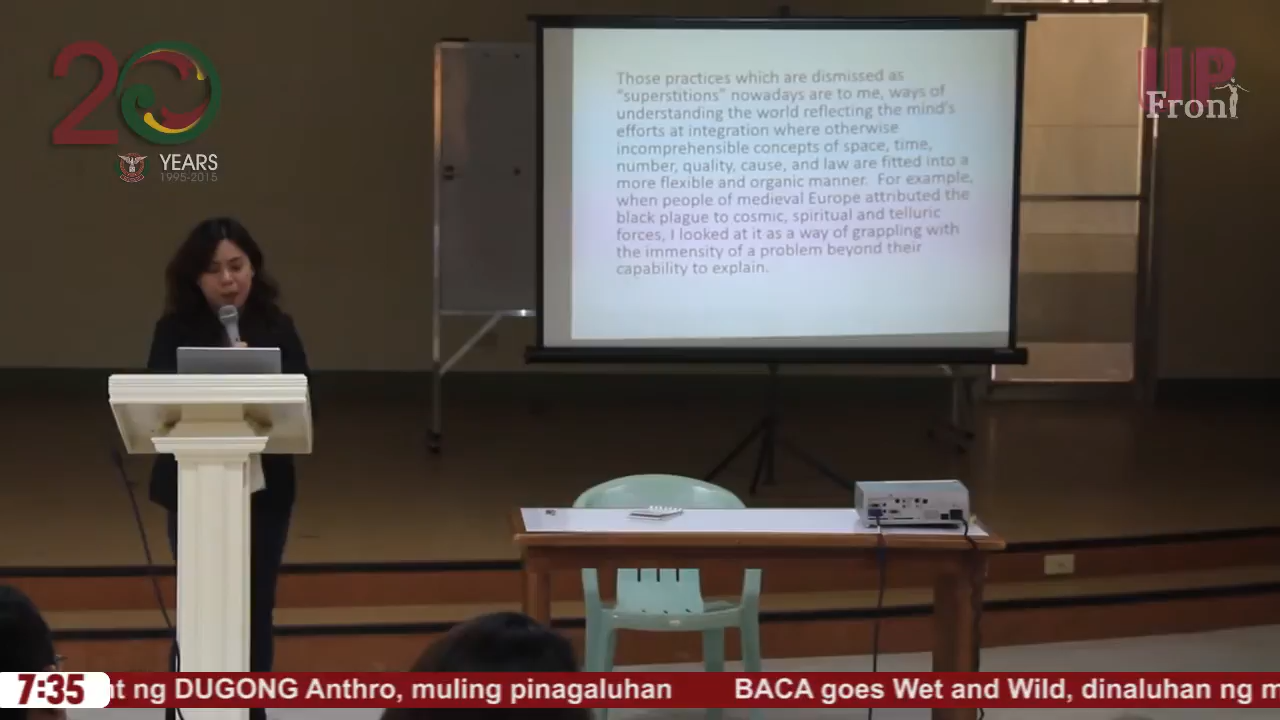 20
YEARS
1995-2015
UP
Front
Those practices which are dismissed as
“superstitions” nowadays are to me, ways of
understanding the world reflecting the mind’s
efforts at integration where otherwise
incomprehensible concepts of space, time,
number, quality, cause, and law are fitted into a
more flexible and organic manner.  For example,
when people of medieval Europe attributed the
black plague to cosmic, spiritual and telluric
forces, I looked at it as a way of grappling with
the immensity of a problem beyond their
capability to explain.
7:35
nt ng DUGONG Anthro, muling pinagaluhan BACA goes Wet and Wild, dinaluhan ng m